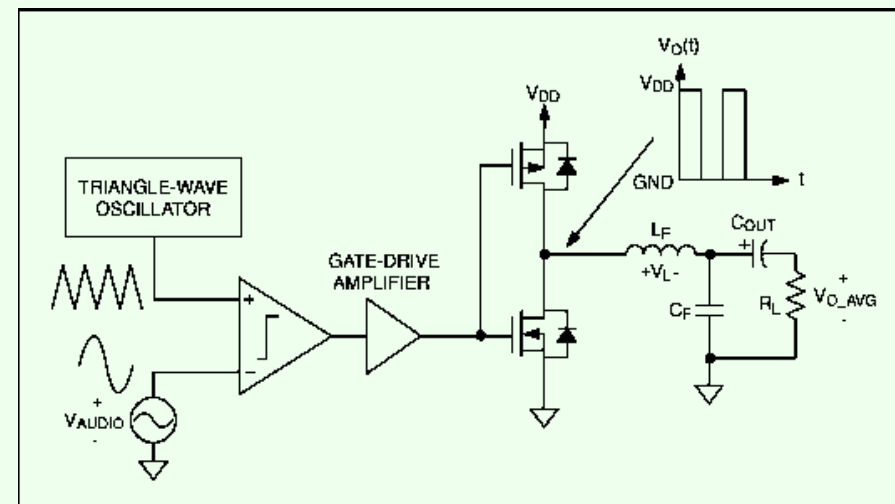 Vo(t)
VDD
VDD
GND
t
TRIANGLE-WAVE
OSCILLATOR
GATE-DRIVE
AMPLIFIER
LF
+VL-
COUT
+
CF
RL
+
VO_AVG
-
+
-
+
VAUDIO
-